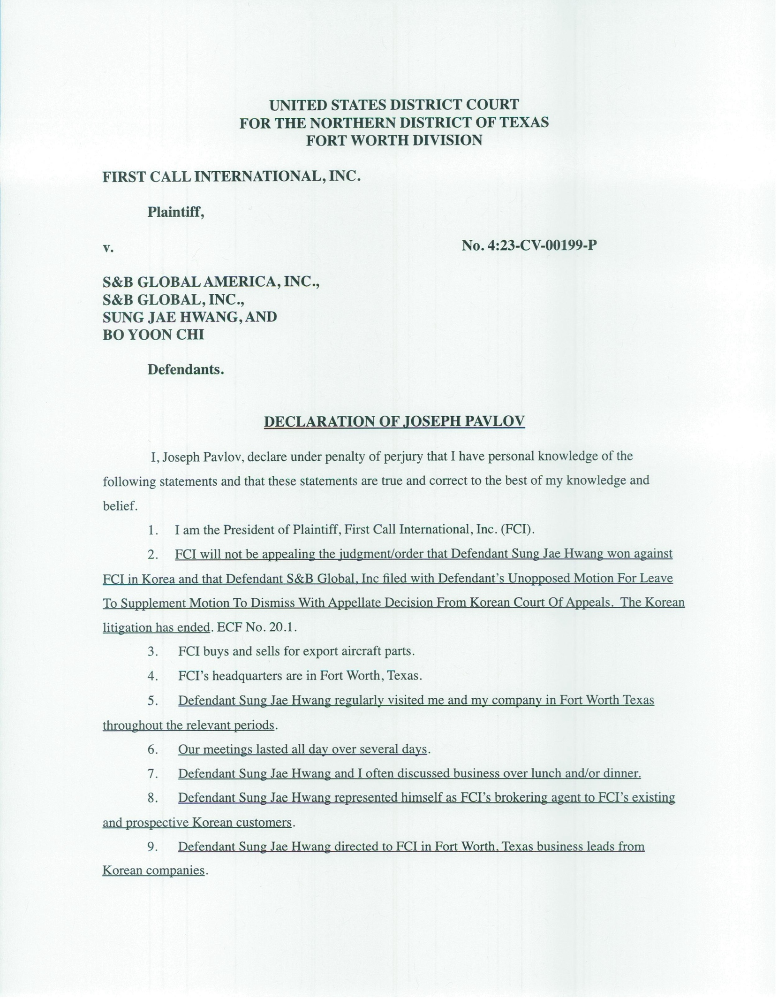 UNITED STATES DISTRICT COURT
FOR THE NORTHERN DISTRICT OF TEXAS
FORT WORTH DIVISION
FIRST CALL INTERNATIONAL, INC.
Plaintiff,
v.
No. 4:23-CV-00199-P
S&B GLOBAL AMERICA, INC.,
S&B GLOBAL, INC.,
SUNG JAE HWANG, AND
BO YOON CHI
Defendants.
DECLARATION OF JOSEPH PAVLOV
I, Joseph Pavlov, declare under penalty of perjury that I have personal knowledge of the
following statements and that these statements are true and correct to the best of my knowledge and
belief.
1. I am the President of Plaintiff, First Call International, Inc. (FCI).
2. FCI will not be appealing the judgment/order that Defendant Sung Jae Hwang won against
FCI in Korea and that Defendant S&B Global, Inc filed with Defendant's Unopposed Motion For Leave
To Supplement Motion To Dismiss With Appellate Decision From Korean Court Of Appeals. The Korean
litigation has ended. ECF No. 20.1.
3. FCI buys and sells for export aircraft parts.
4. FCI's headquarters are in Fort Worth, Texas.
5. Defendant Sung Jae Hwang regularly visited me and my company in Fort Worth Texas
throughout the relevant periods.
6. Our meetings lasted all day over several days.
7. Defendant Sung Jae Hwang and I often discussed business over lunch and/or dinner.
8. Defendant Sung Jae Hwang represented himself as FCI's brokering agent to FCI's existing
and prospective Korean customers.
9. Defendant Sung Jae Hwang directed to FCI in Fort Worth, Texas business leads from
Korean companies.